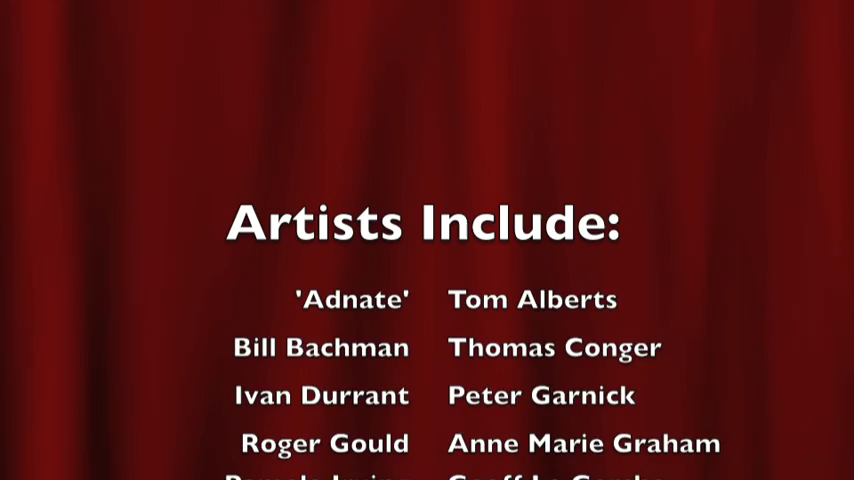 Artists Include:
'Adnate' Tom Alberts
Bill Bachman Thomas Conger
Ivan Durrant Peter Garnick
Roger Gould Anne Marie Graham